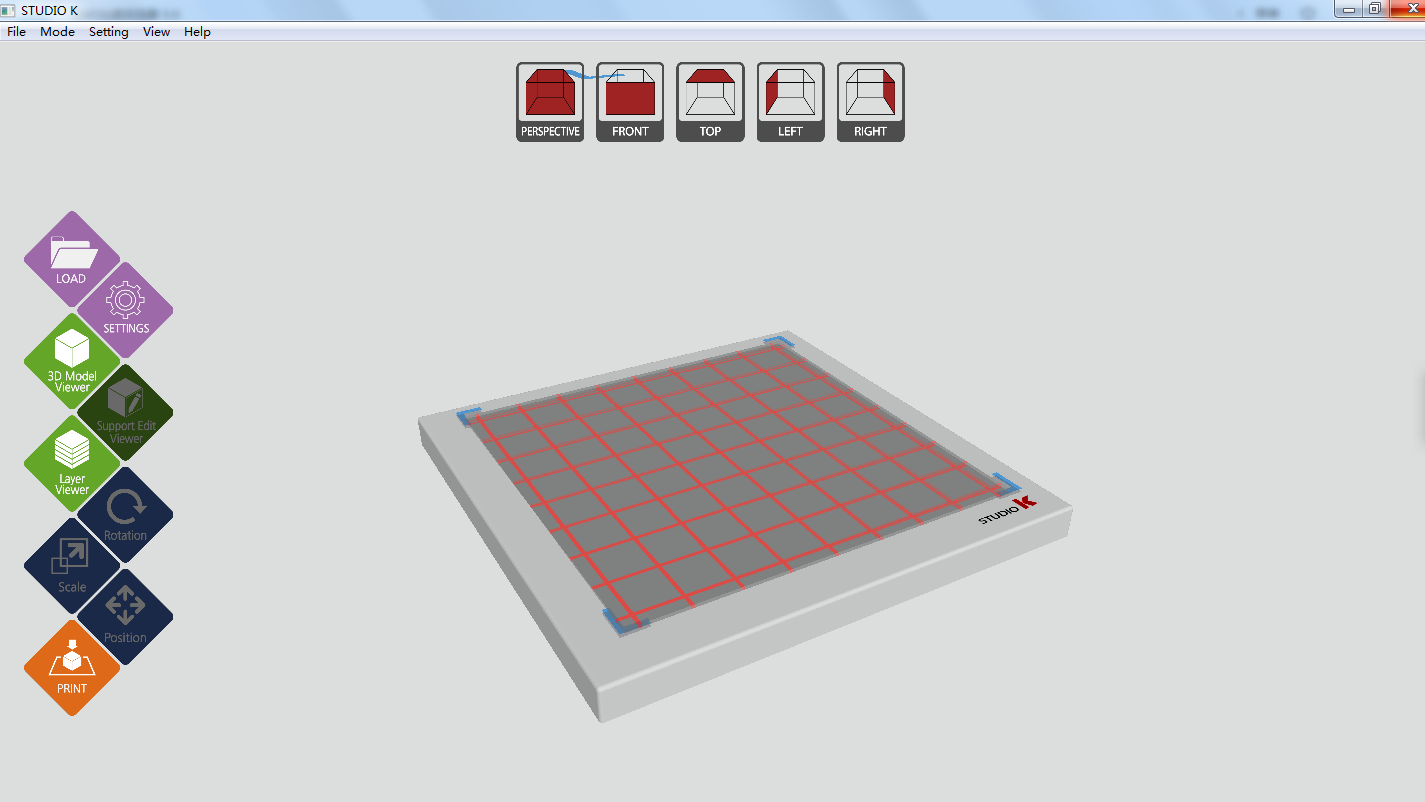 STUDIO K
File Mode Setting View Help
PERSPECTIVE FRONT TOP LEFT RIGHT
LOAD
SETTINGS
3D Model
Viewer
Support Edit
Viewer
Layer
Viewer
Rotation
Scale
Position
PRINT
STUDIO K